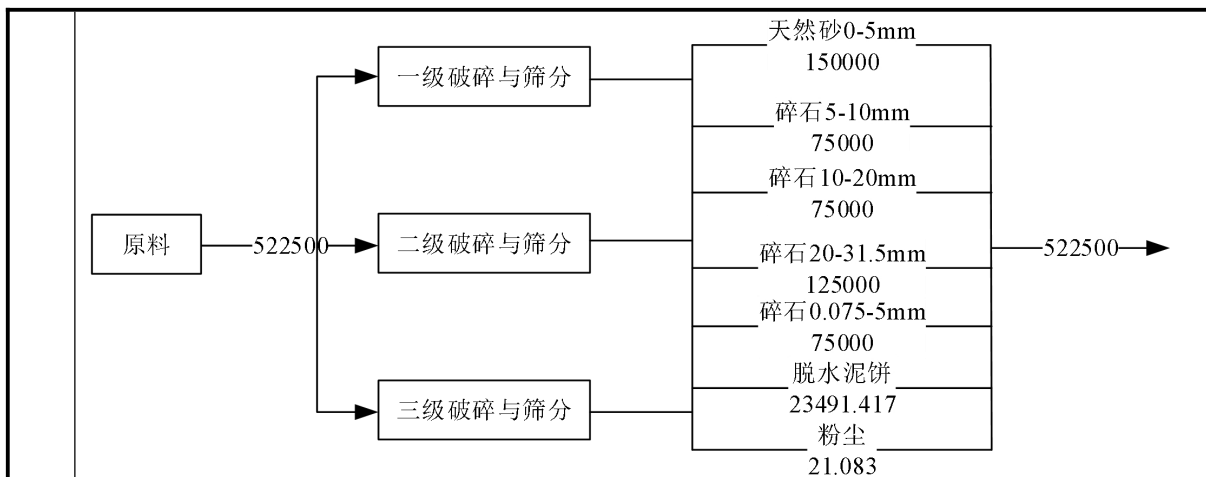 天然砂0-5mm
150000
一级破碎与筛分
碎石5-10mm
75000
碎石10-20mm
75000
原料
522500
二级破碎与筛分
碎石20-31.5mm
125000
522500
碎石0.075-5mm
75000
脱水泥饼
23491.417
三级破碎与筛分
粉尘
21.083